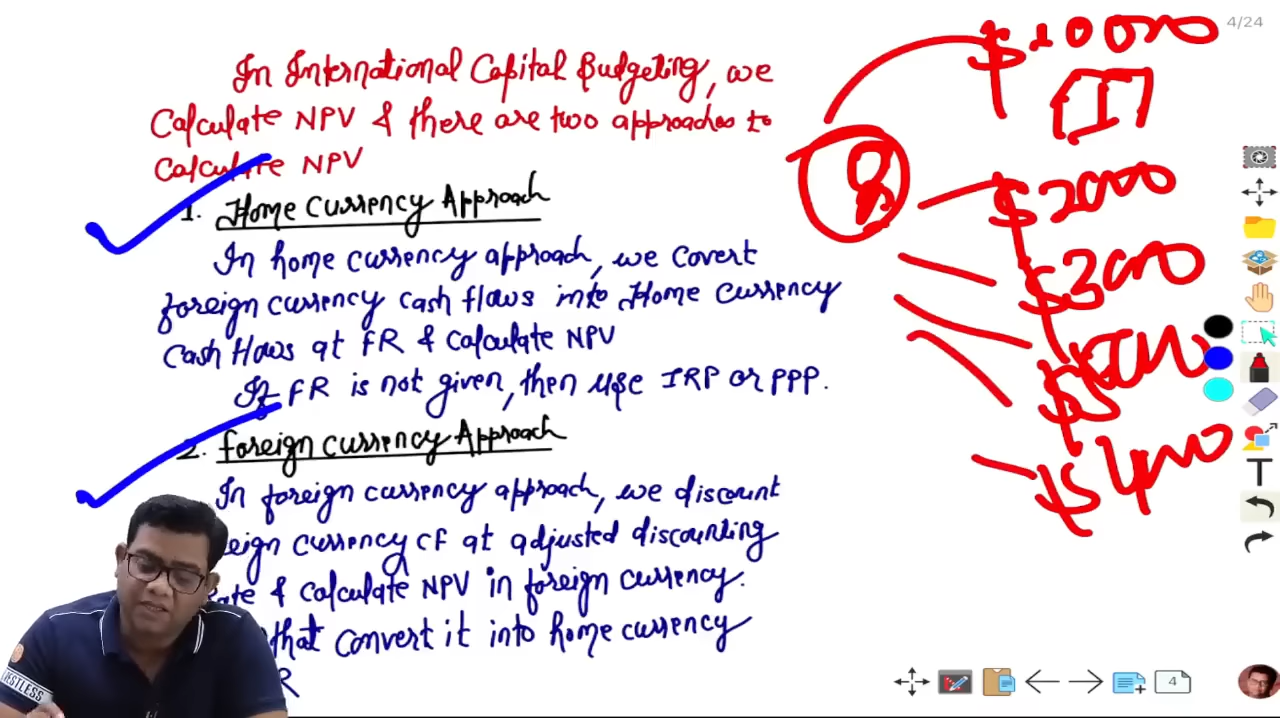 4/24
In International Capital Budgeting, we
Calculate NPV & there are two approaches to
Calculate NPV
1. Home Currency Approach
In home currency approach, we covert
foreign currency cash flows into Home Currency
Cash flows at FR & Calculate NPV
If FR is not given, then use IRP or PPP.
2. foreign currency Approach
In foreign currency approach, we discount
eign currency CF at adjusted discounting
ate & Calculate NPV in foreign currency.
that convert it into home currency
R
$10000
[I]
$2000
$3000
$4000
RESTLESS
T
4